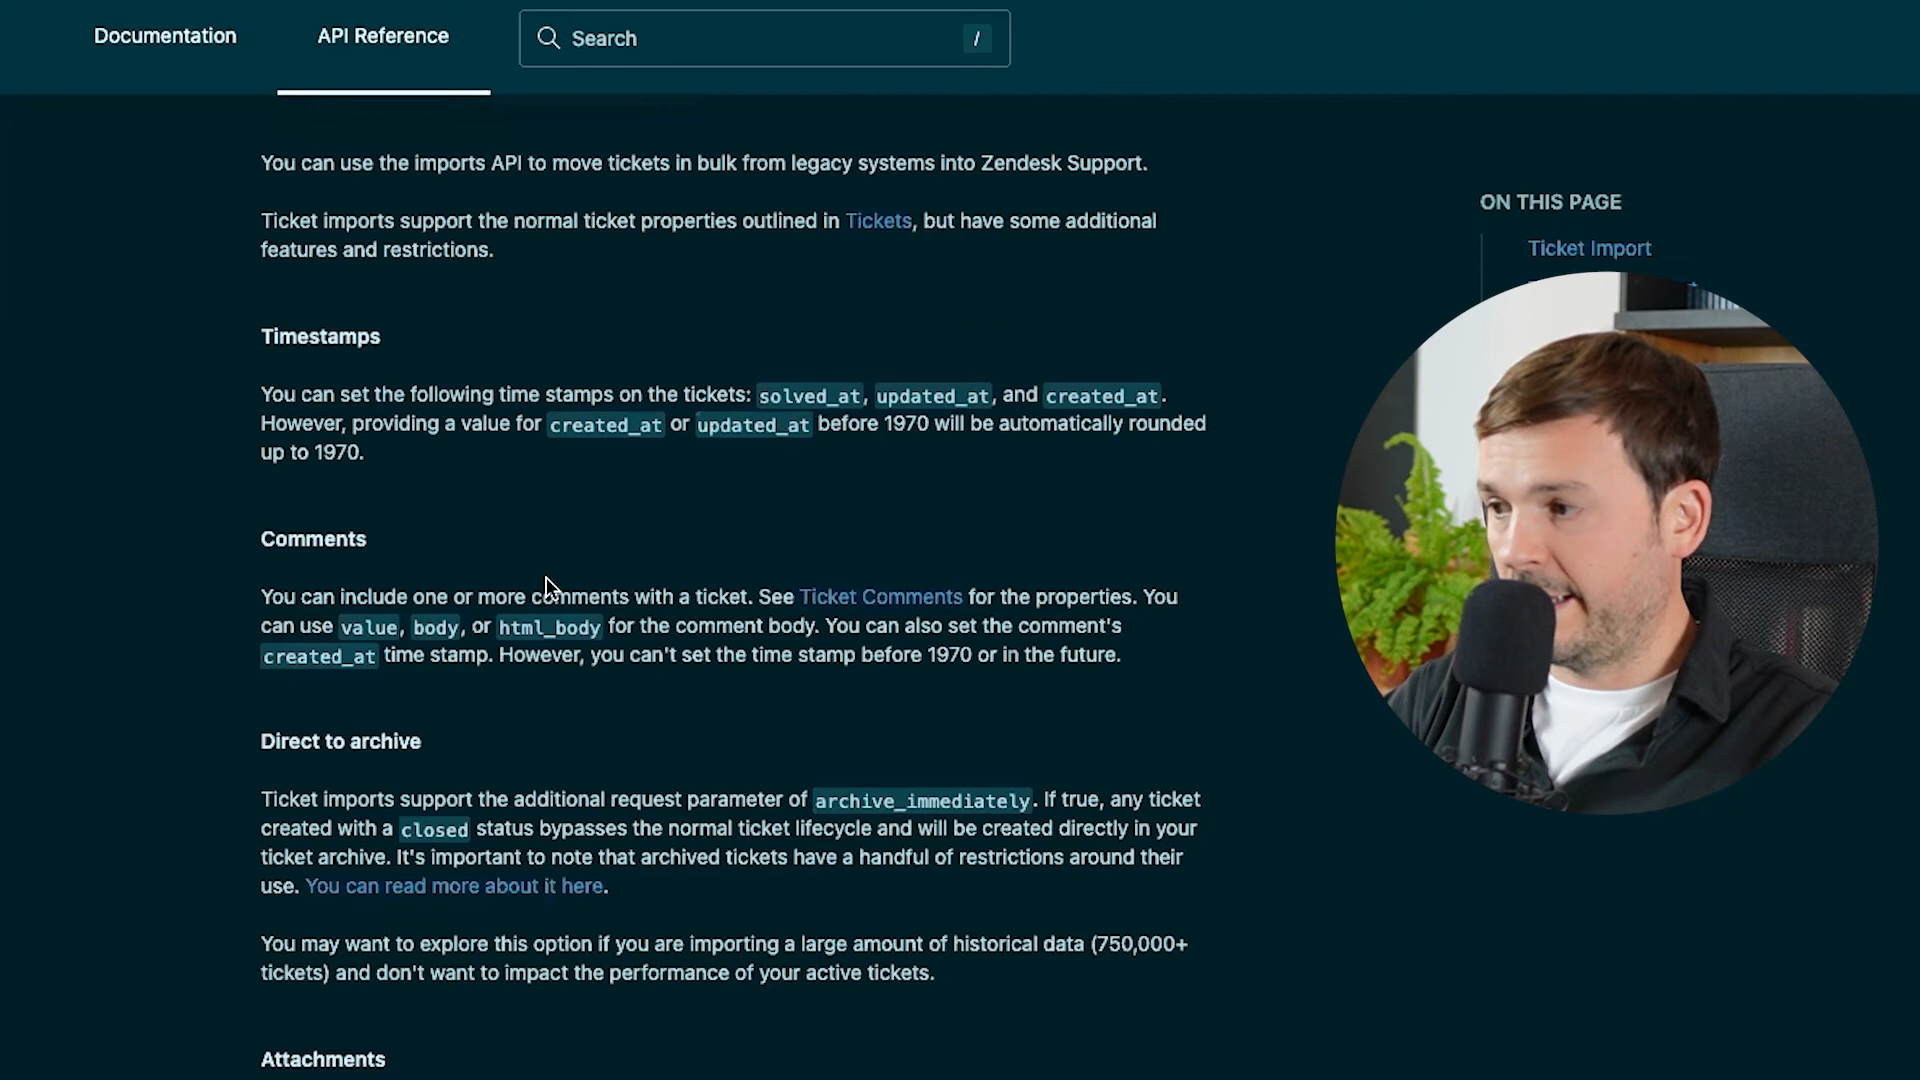 Documentation
API Reference
Search
/
You can use the imports API to move tickets in bulk from legacy systems into Zendesk Support.
Ticket imports support the normal ticket properties outlined in Tickets, but have some additional
features and restrictions.
Timestamps
You can set the following time stamps on the tickets: solved_at, updated_at, and created_at.
However, providing a value for created_at or updated_at before 1970 will be automatically rounded
up to 1970.
Comments
You can include one or more comments with a ticket. See Ticket Comments for the properties. You
can use value, body, or html_body for the comment body. You can also set the comment's
created_at time stamp. However, you can't set the time stamp before 1970 or in the future.
Direct to archive
Ticket imports support the additional request parameter of archive_immediately. If true, any ticket
created with a closed status bypasses the normal ticket lifecycle and will be created directly in your
ticket archive. It's important to note that archived tickets have a handful of restrictions around their
use. You can read more about it here.
You may want to explore this option if you are importing a large amount of historical data (750,000+
tickets) and don't want to impact the performance of your active tickets.
Attachments
ON THIS PAGE
Ticket Import